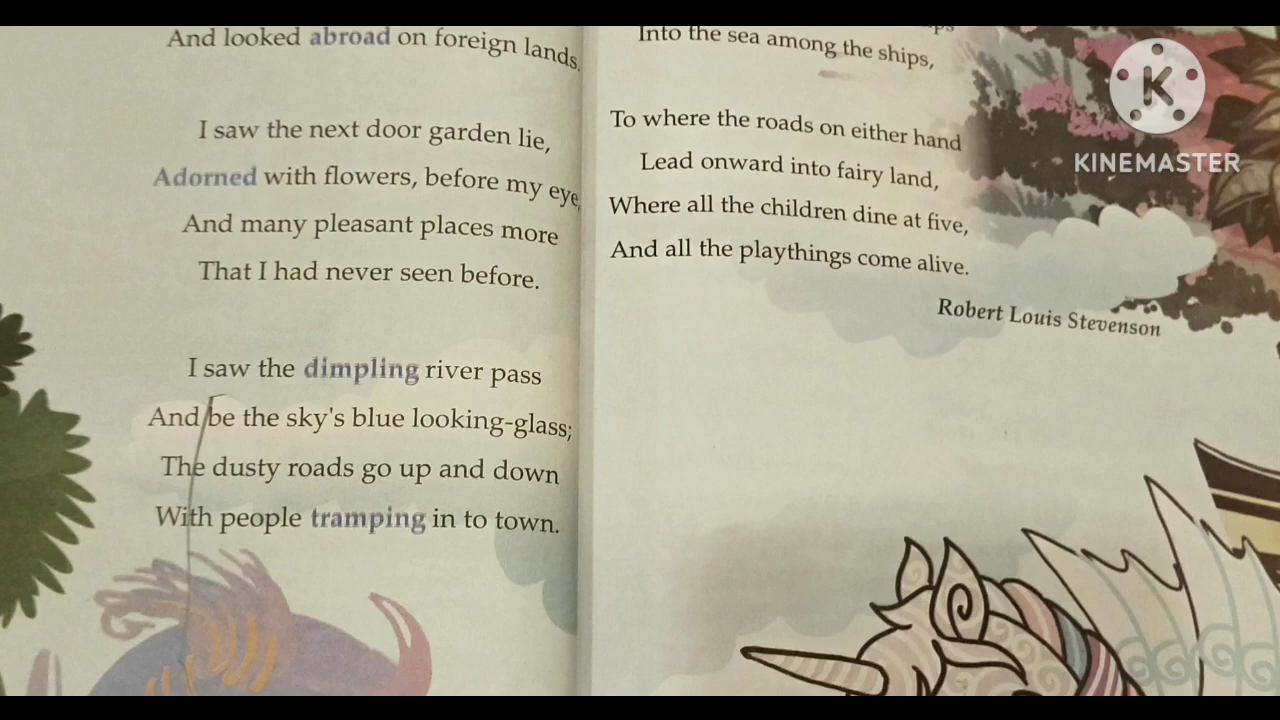 And looked abroad on foreign lands.
I saw the next door garden lie,
Adorned with flowers, before my eye,
And many pleasant places more
That I had never seen before.
I saw the dimpling river pass
And be the sky's blue looking-glass;
The dusty roads go up and down
With people tramping in to town.
Into the sea among the ships,
To where the roads on either hand
Lead onward into fairy land,
Where all the children dine at five,
And all the playthings come alive.
Robert Louis Stevenson
K
KINEMASTER